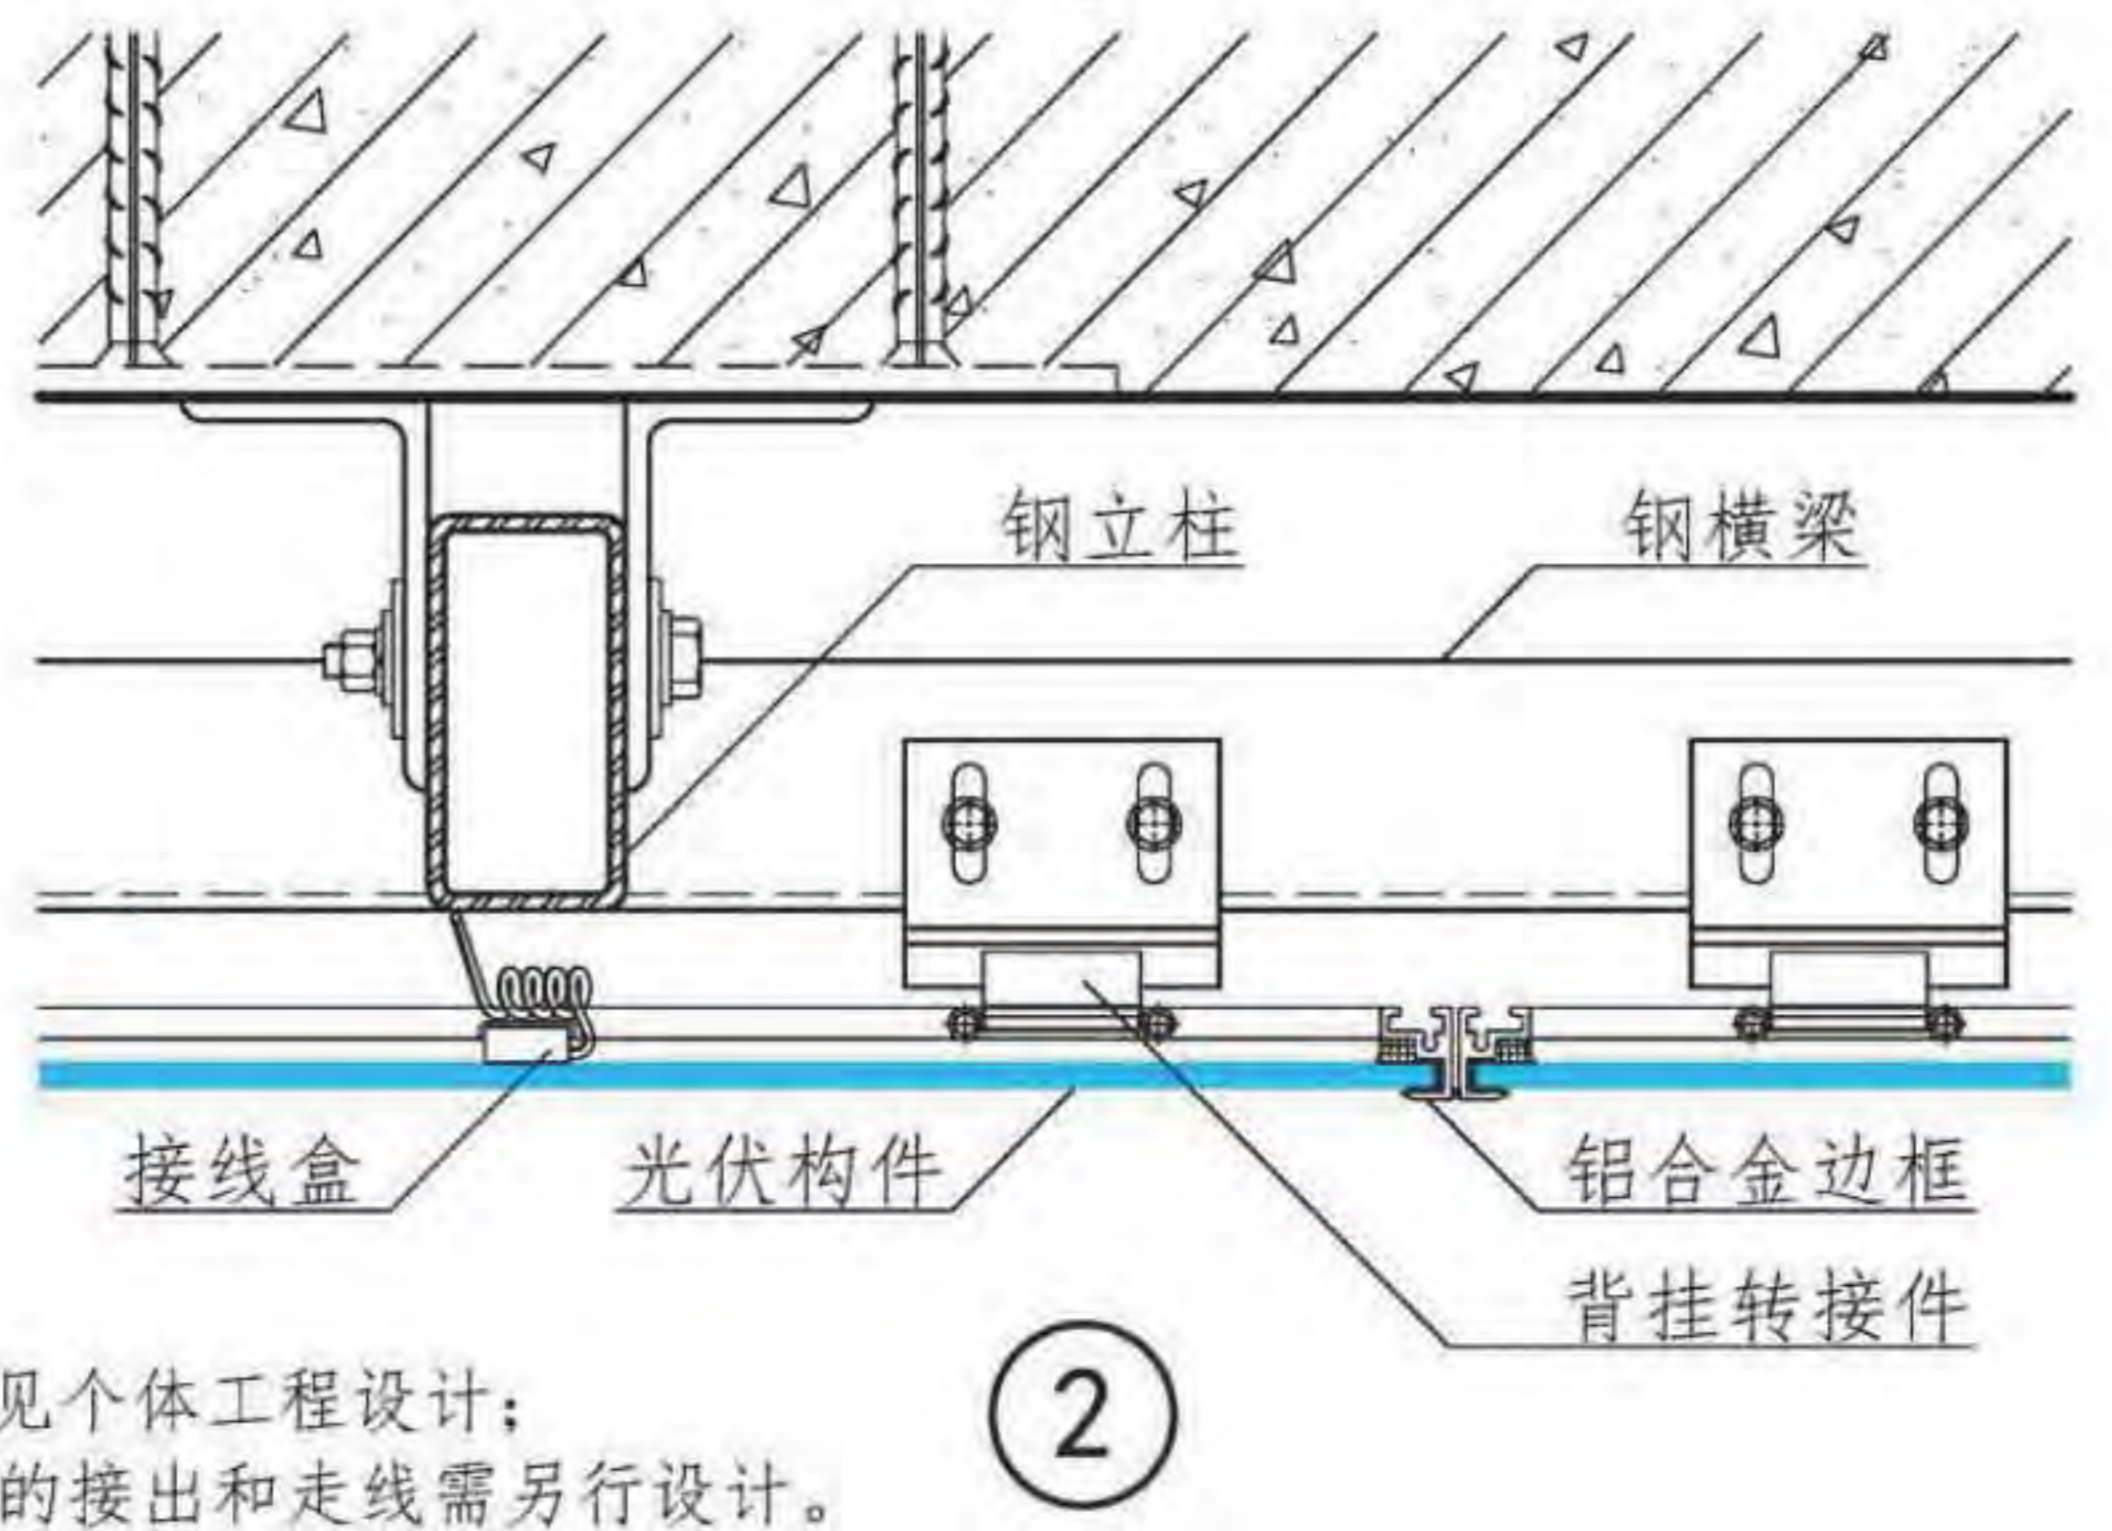 钢立柱
钢横梁
接线盒
光伏构件
铝合金边框
背挂转接件
见个体工程设计；
2
的接出和走线需另行设计。